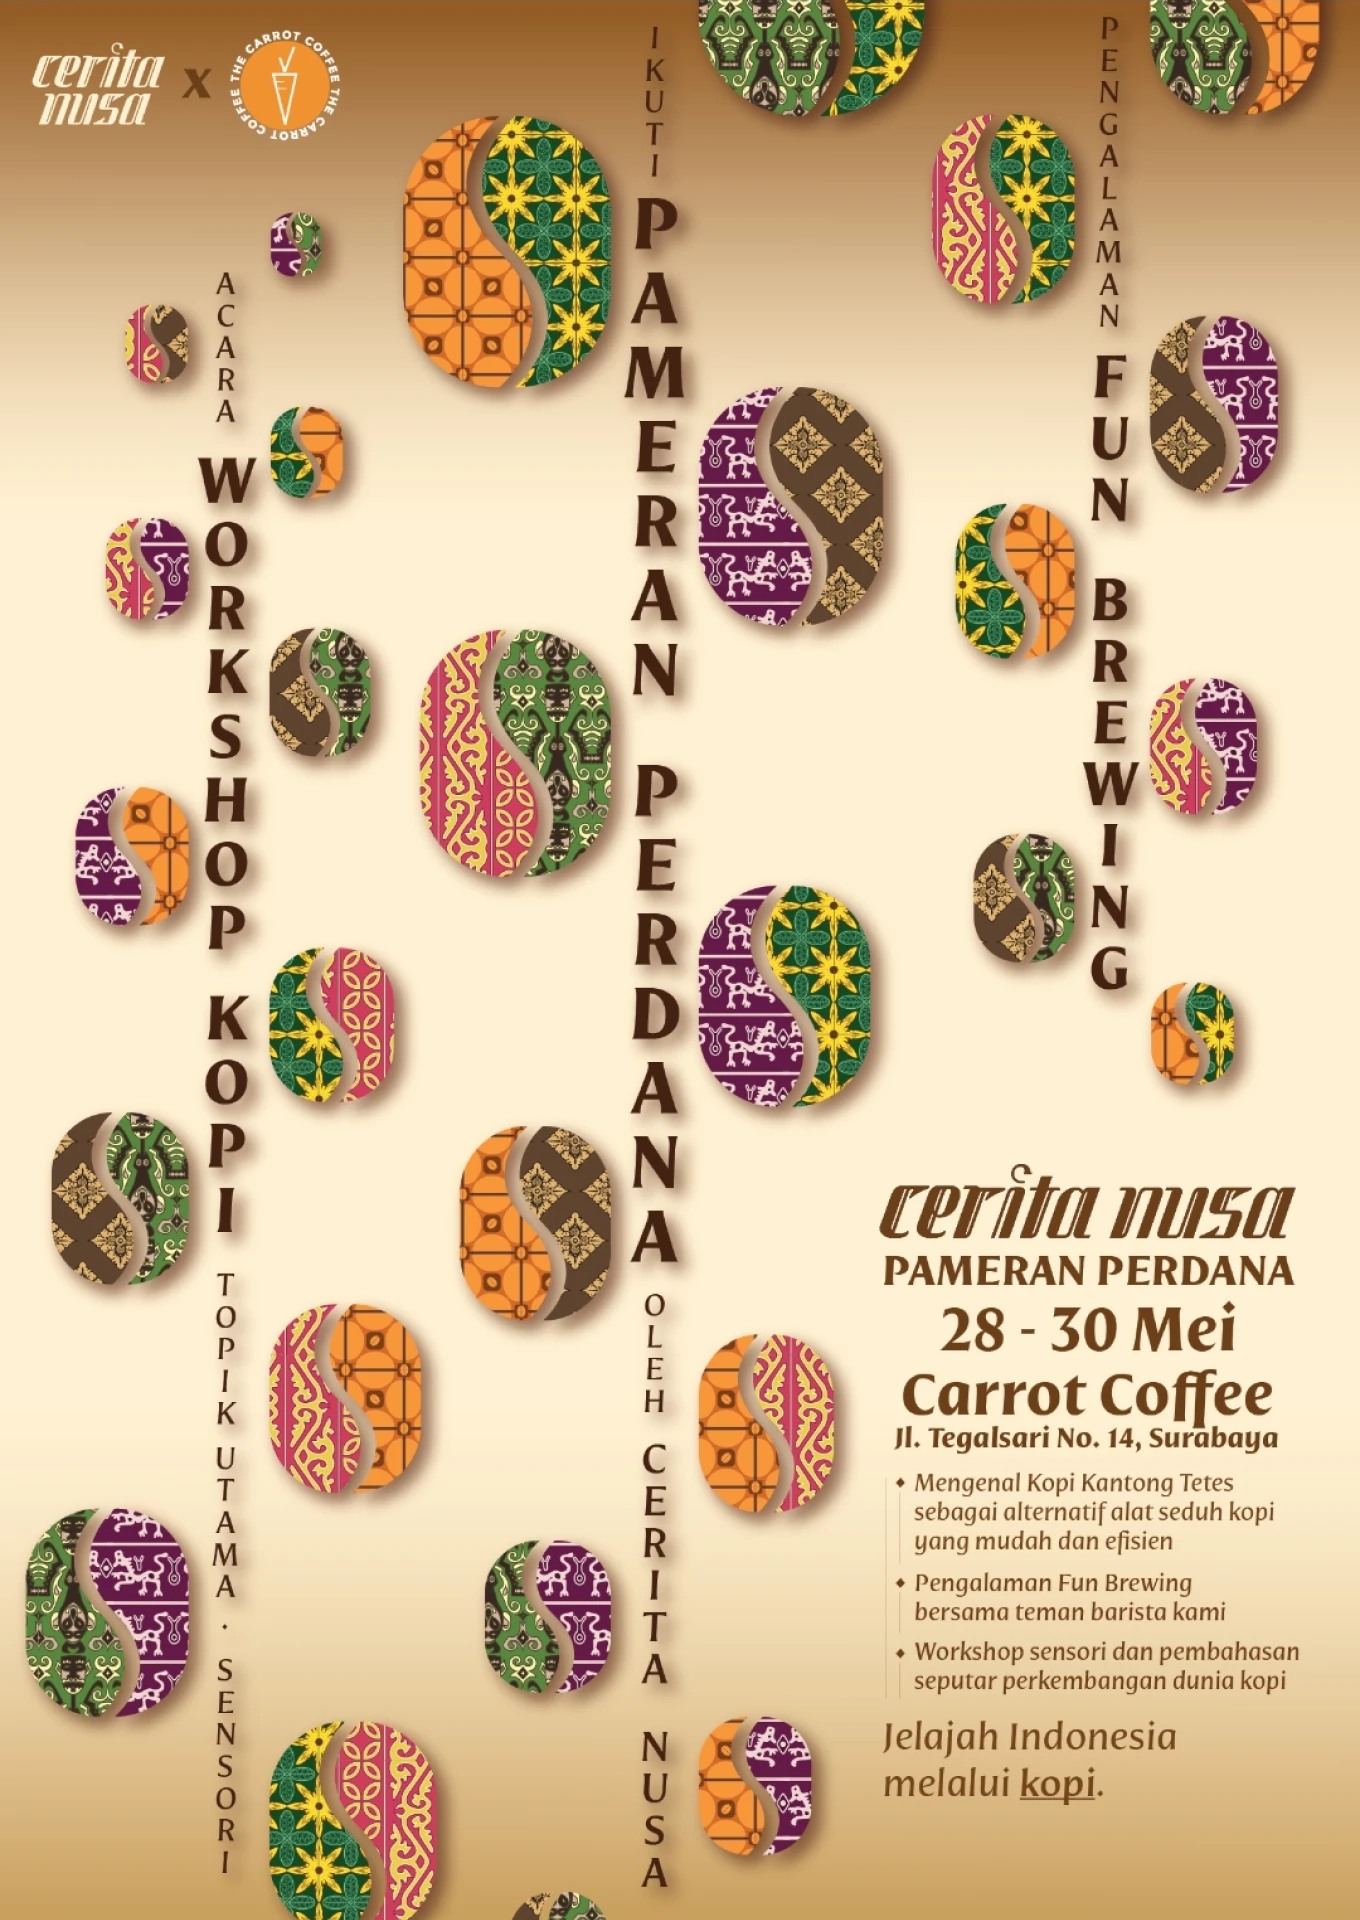 cerita
nusa
x
THE CARROT COFFEE THE CARROT COFFEE
ACARA WORKSHOP KOPI TOPIK UTAMA · SENSORI
IKUTI PAMERAN PERDANA OLEH CERITA NUSA
PENGALAMAN FUN BREWING
cerita nusa
PAMERAN PERDANA
28 - 30 Mei
Carrot Coffee
Jl. Tegalsari No. 14, Surabaya
Mengenal Kopi Kantong Tetes
sebagai alternatif alat seduh kopi
yang mudah dan efisien
Pengalaman Fun Brewing
bersama teman barista kami
Workshop sensori dan pembahasan
seputar perkembangan dunia kopi
Jelajah Indonesia
melalui kopi.